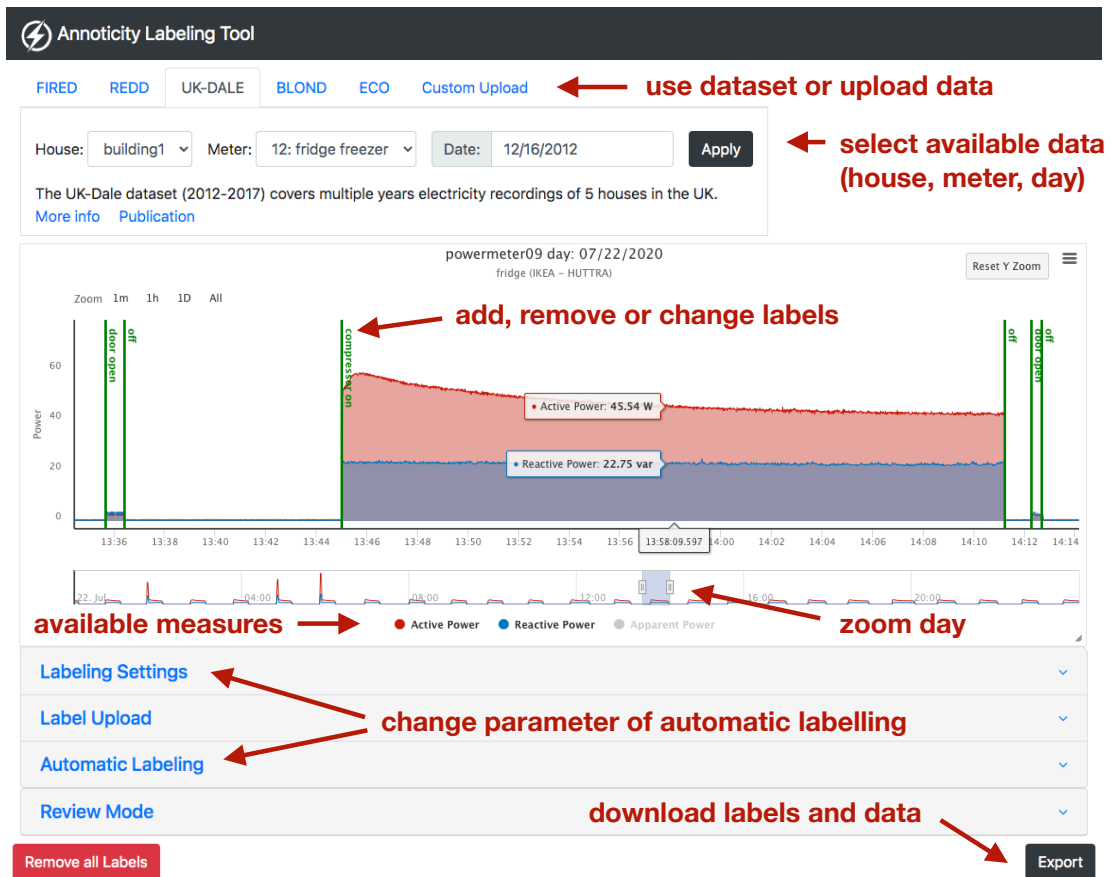 Annoticity Labeling Tool
FIRED REDD UK-DALE BLOND ECO Custom Upload
use dataset or upload data
House: building1 Meter: 12: fridge freezer Date: 12/16/2012 Apply
select available data
(house, meter, day)
The UK-Dale dataset (2012-2017) covers multiple years electricity recordings of 5 houses in the UK.
More info Publication
powermeter09 day: 07/22/2020
fridge (IKEA – HUTTRA)
Reset Y Zoom
Zoom 1m 1h 1D All
add, remove or change labels
door open
off
compressor on
off
door open
off
Power
60
40
20
0
• Active Power: 45.54 W
• Reactive Power: 22.75 var
13:36 13:38 13:40 13:42 13:44 13:46 13:48 13:50 13:52 13:54 13:56 13:58:09.597 14:00 14:02 14:04 14:06 14:08 14:10 14:12 14:14
22. Jul 04:00 08:00 12:00 16:00 20:00
available measures
Active Power Reactive Power Apparent Power
zoom day
Labeling Settings
Label Upload
change parameter of automatic labelling
Automatic Labeling
Review Mode
download labels and data
Remove all Labels
Export